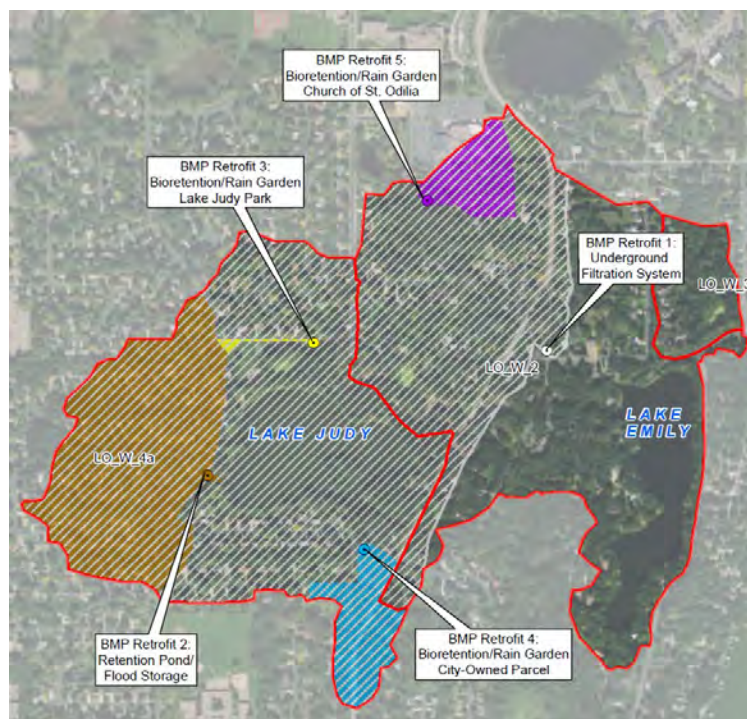 BMP Retrofit 5:
Bioretention/Rain Garden
Church of St. Odilia
BMP Retrofit 3:
Bioretention/Rain Garden
Lake Judy Park
BMP Retrofit 1:
Underground
Filtration System
LO_W_3
LO_W_2
LAKE
EMILY
LAKE JUDY
LO_W_4a
BMP Retrofit 2:
Retention Pond/
Flood Storage
BMP Retrofit 4:
Bioretention/Rain Garden
City-Owned Parcel